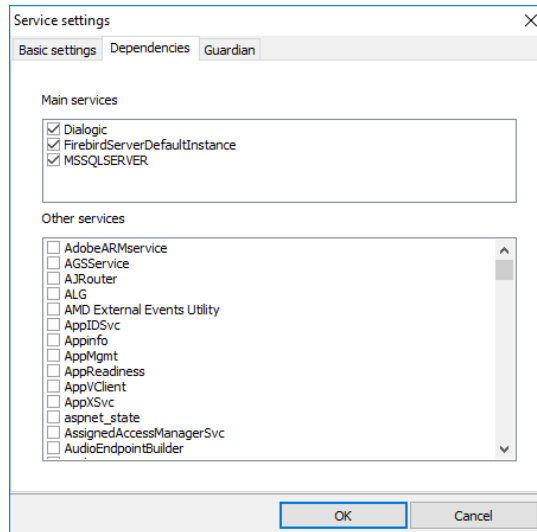 Service settings
Basic settings Dependencies Guardian
Main services
Dialogic
FirebirdServerDefaultInstance
MSSQLSERVER
Other services
AdobeARMservice
AGSService
AJRouter
ALG
AMD External Events Utility
AppIDSvc
Appinfo
AppMgmt
AppReadiness
AppVClient
AppXSvc
aspnet_state
AssignedAccessManagerSvc
AudioEndpointBuilder
OK Cancel